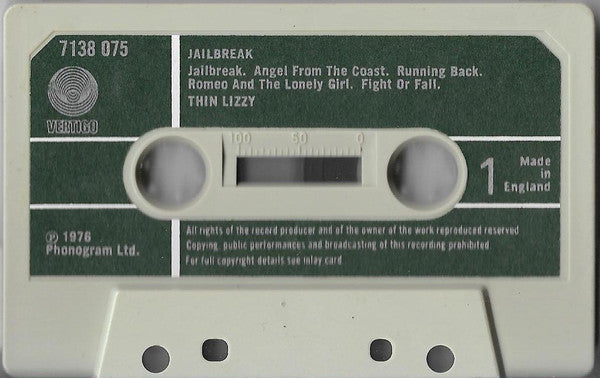 7138 075
VERTIGO
JAILBREAK
Jailbreak. Angel From The Coast. Running Back.
Romeo And The Lonely Girl. Fight Or Fall.
THIN LIZZY
100 50 0
1
Made
in
England
℗ 1976
Phonogram Ltd.
All rights of the record producer and of the owner of the work reproduced reserved
Copying, public performances and broadcasting of this recording prohibited
For full copyright details see inlay card